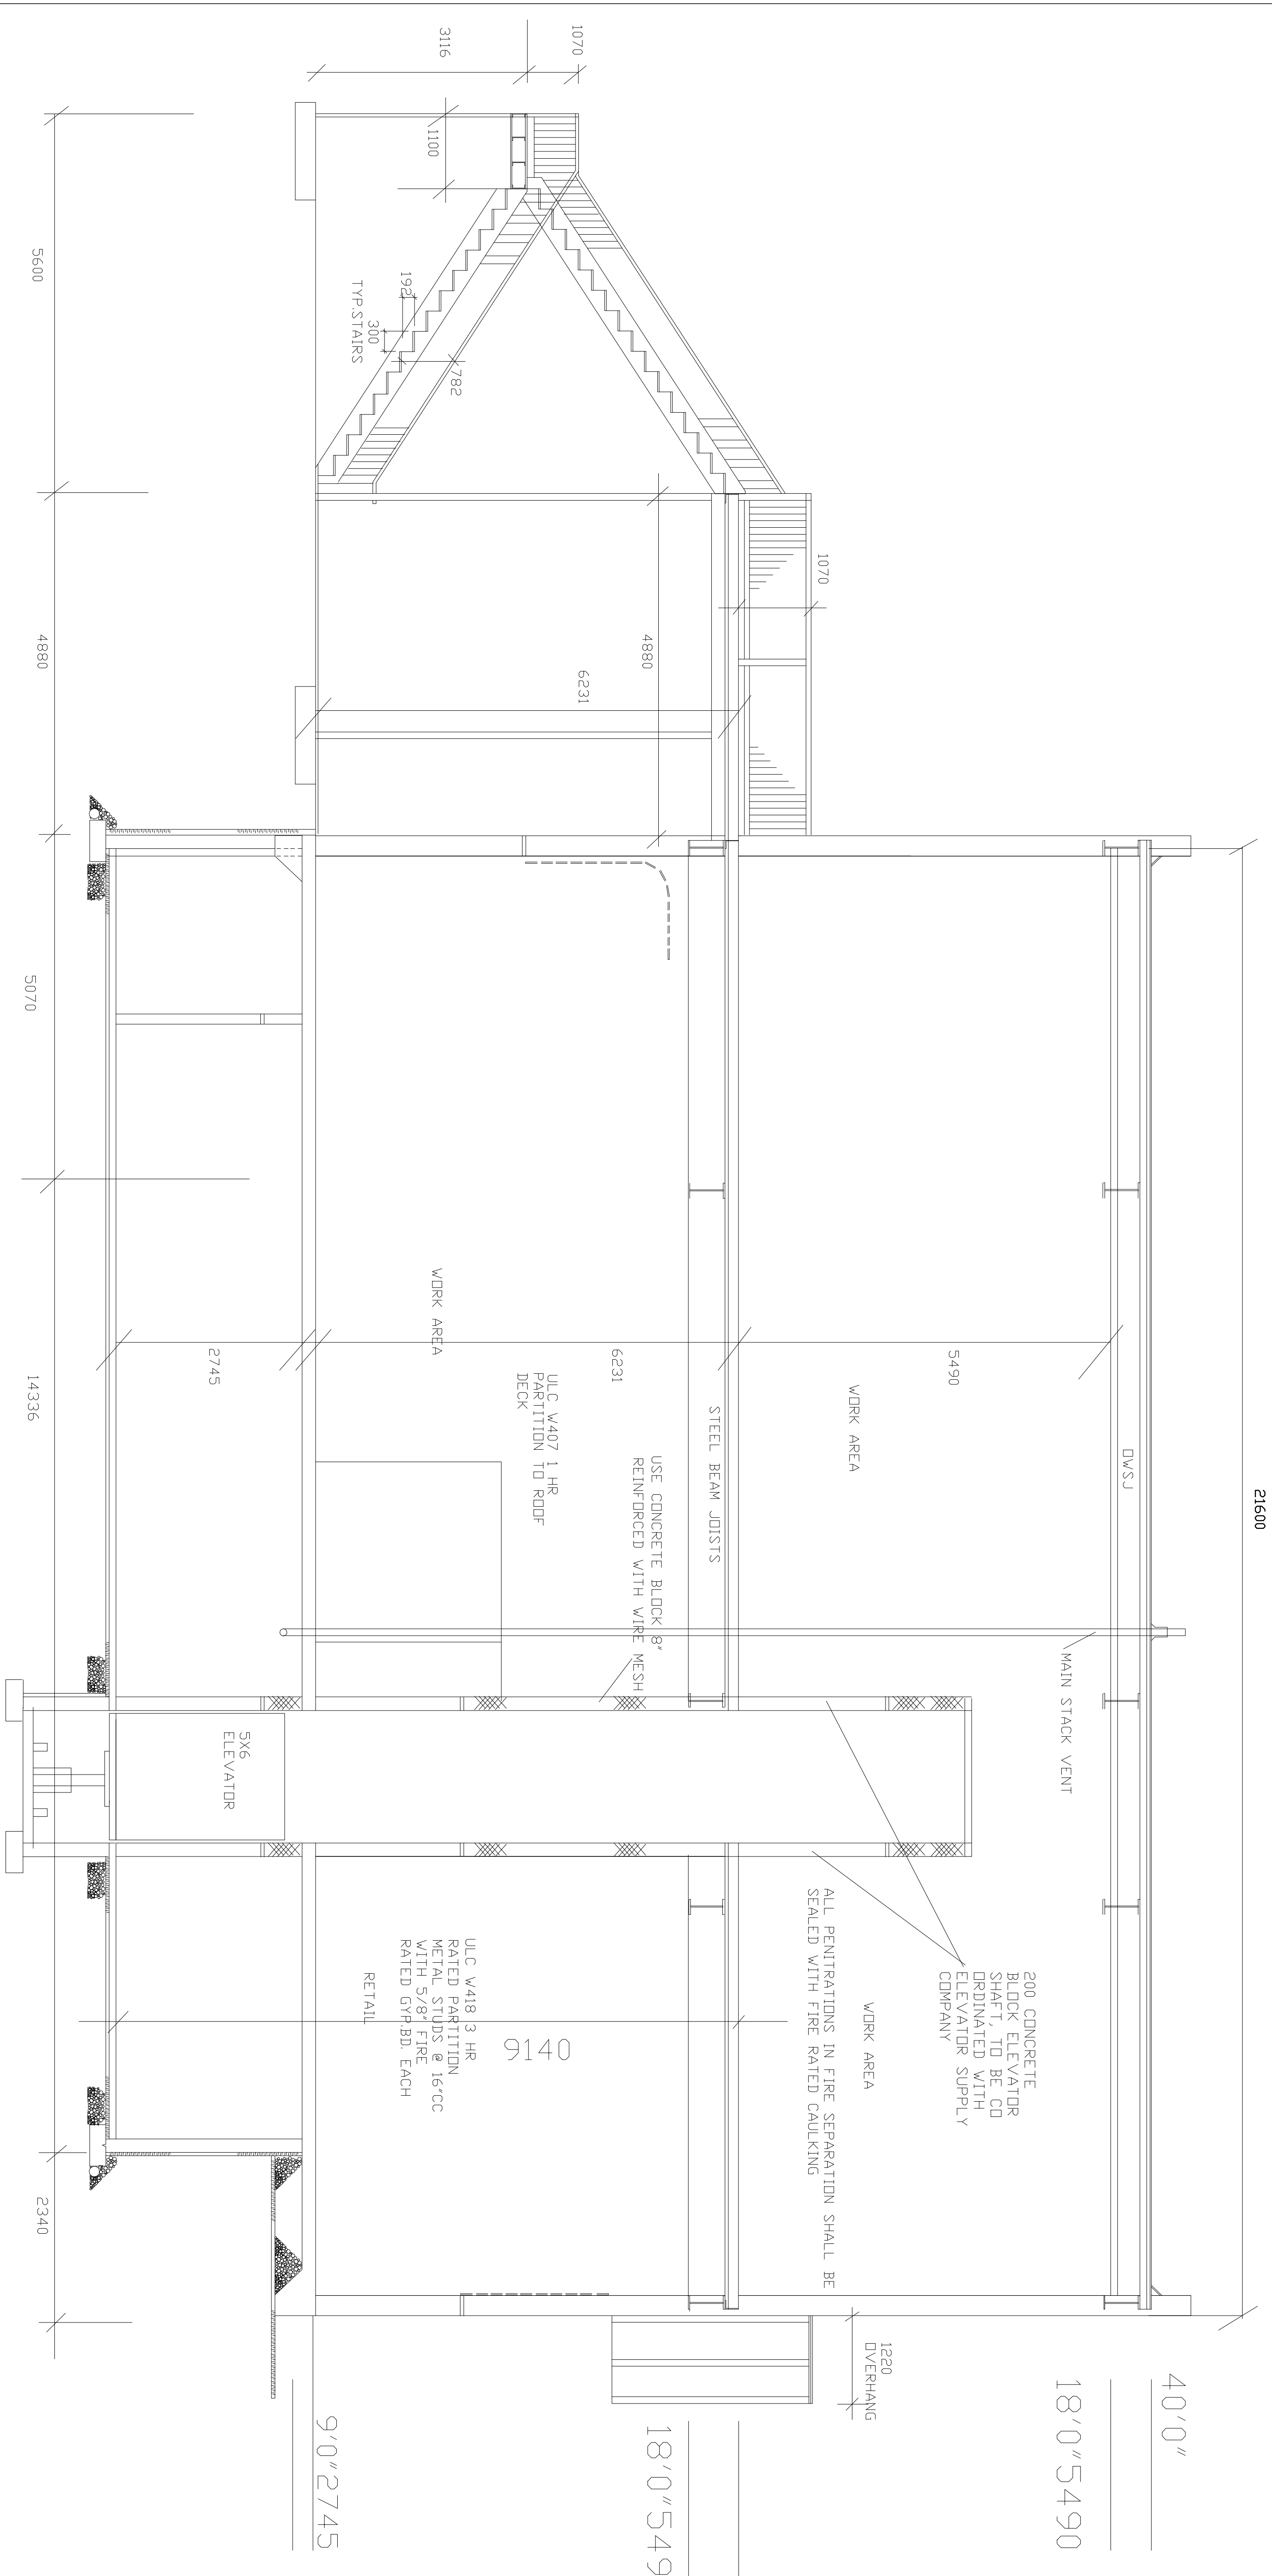 21600
40'0"
18'0"5490
OWSJ
MAIN STACK VENT
5490
WORK AREA
200 CONCRETE
BLOCK ELEVATOR
SHAFT, TO BE CO
ORDINATED WITH
ELEVATOR SUPPLY
COMPANY
WORK AREA
1220
OVERHANG
1070
ALL PENITRATIONS IN FIRE SEPARATION SHALL BE
SEALED WITH FIRE RATED CAULKING
STEEL BEAM JOISTS
18'0"549
4880
USE CONCRETE BLOCK 8"
REINFORCED WITH WIRE MESH
6231
6231
1070
ULC W407 1 HR
PARTITION TO ROOF
DECK
9140
3116
1100
782
WORK AREA
ULC W418 3 HR
RATED PARTITION
METAL STUDS @ 16"CC
WITH 5/8" FIRE
RATED GYP.BD. EACH
192
300
TYP.STAIRS
RETAIL
9'0"2745
2745
5X6
ELEVATOR
5600
4880
5070
14336
2340